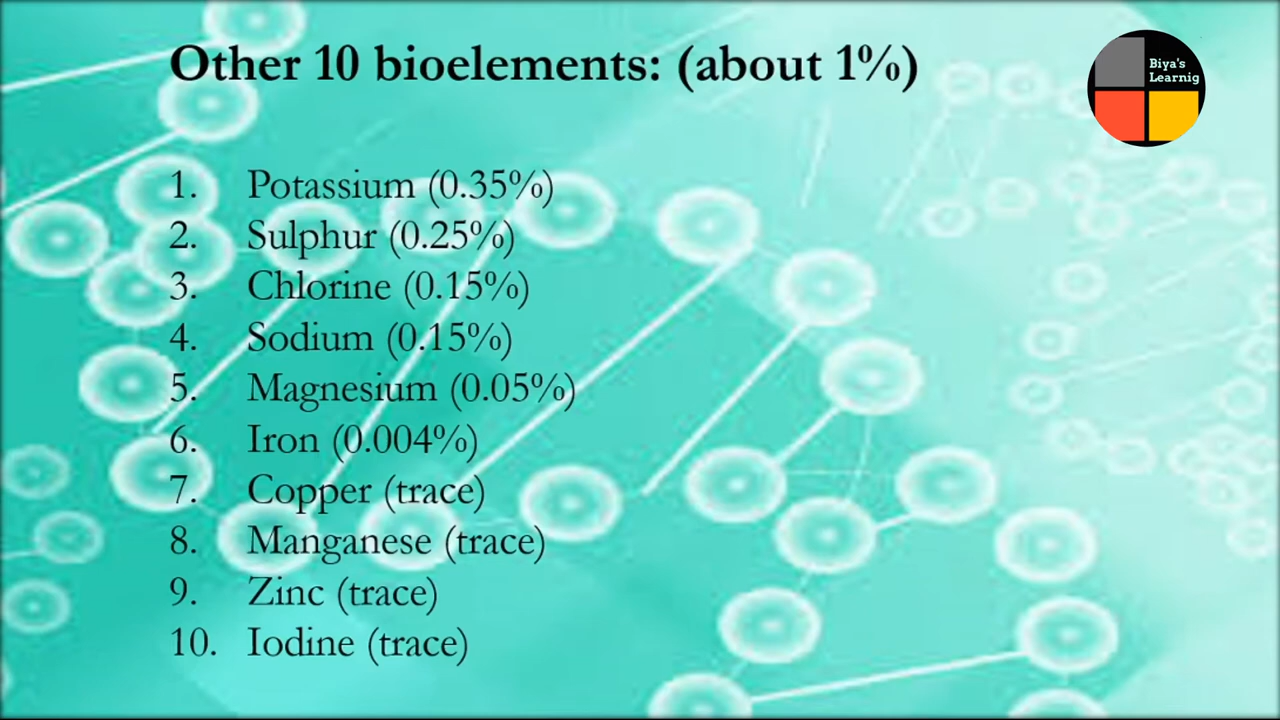 Other 10 bioelements: (about 1%)
Biya's
Learnig
1. Potassium (0.35%)
2. Sulphur (0.25%)
3. Chlorine (0.15%)
4. Sodium (0.15%)
5. Magnesium (0.05%)
6. Iron (0.004%)
7. Copper (trace)
8. Manganese (trace)
9. Zinc (trace)
10. Iodine (trace)